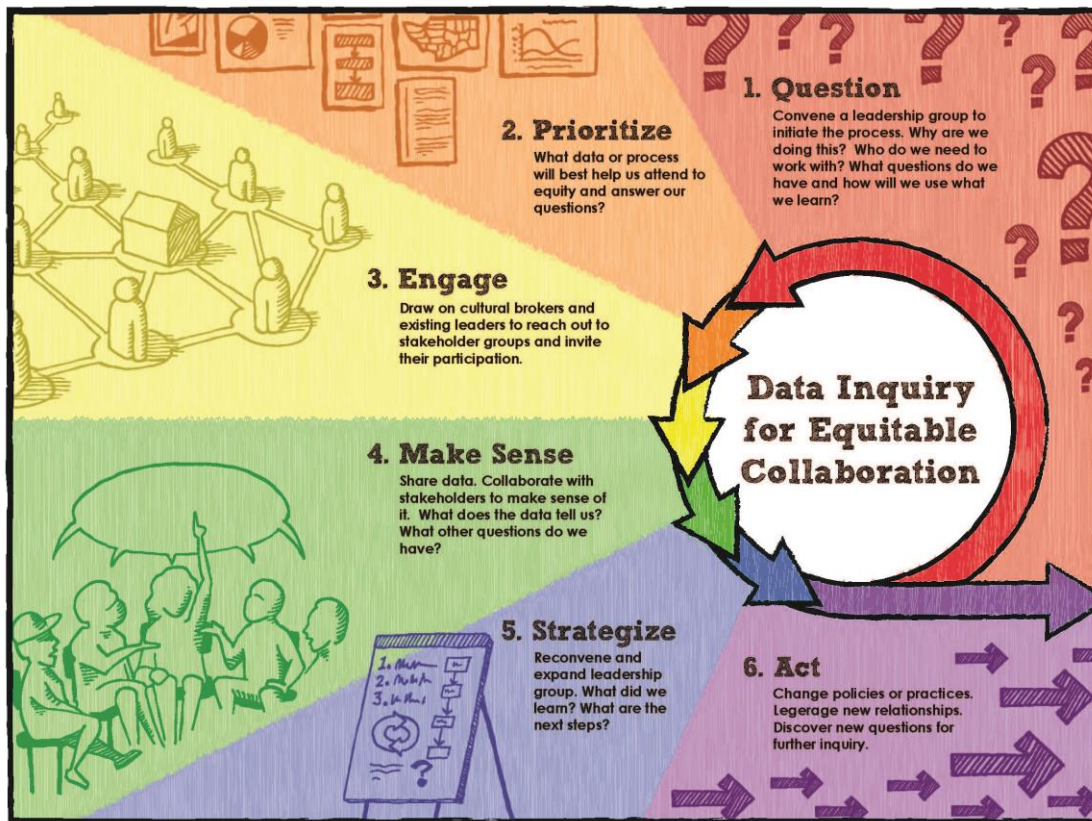 1. Question
Convene a leadership group to
initiate the process. Why are we
doing this?  Who do we need to
work with? What questions do we
have and how will we use what
we learn?
2. Prioritize
What data or process
will best help us attend to
equity and answer our
questions?
3. Engage
Draw on cultural brokers and
existing leaders to reach out to
stakeholder groups and invite
their participation.
4. Make Sense
Share data. Collaborate with
stakeholders to make sense of
it.  What does the data tell us?
What other questions do we
have?
5. Strategize
Reconvene and
expand leadership
group. What did we
learn? What are the
next steps?
6. Act
Change policies or practices.
Legerage new relationships.
Discover new questions for
further inquiry.
Data Inquiry
for Equitable
Collaboration
1.
2.
3.
?